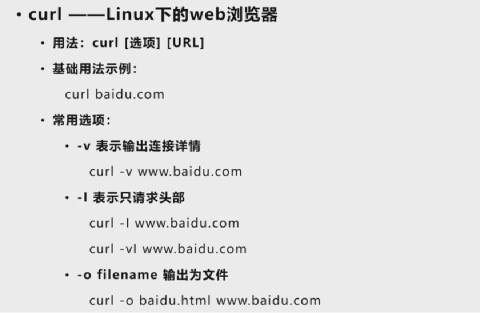 • curl ——Linux下的web浏览器
• 用法：curl [选项] [URL]
• 基础用法示例：
curl baidu.com
• 常用选项：
• -v 表示输出连接详情
curl -v www.baidu.com
• -I 表示只请求头部
curl -I www.baidu.com
curl -vI www.baidu.com
• -o filename 输出为文件
curl -o baidu.html www.baidu.com